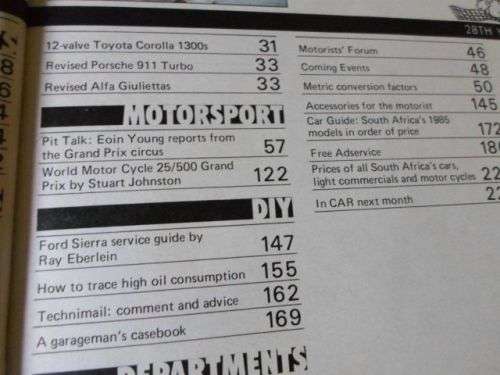 12-valve Toyota Corolla 1300s 31
Revised Porsche 911 Turbo 33
Revised Alfa Giuliettas 33
MOTORSPORT
Pit Talk: Eoin Young reports from
the Grand Prix circus 57
World Motor Cycle 25/500 Grand
Prix by Stuart Johnston 122
DIY
Ford Sierra service guide by
Ray Eberlein 147
How to trace high oil consumption 155
Technimail: comment and advice 162
A garageman's casebook 169
DEPARTMENTS
28TH
Motorists' Forum 46
Coming Events 48
Metric conversion factors 50
Accessories for the motorist 145
Car Guide: South Africa's 1985
models in order of price 172
Free Adservice
Prices of all South Africa's cars,
light commercials and motor cycles
In CAR next month